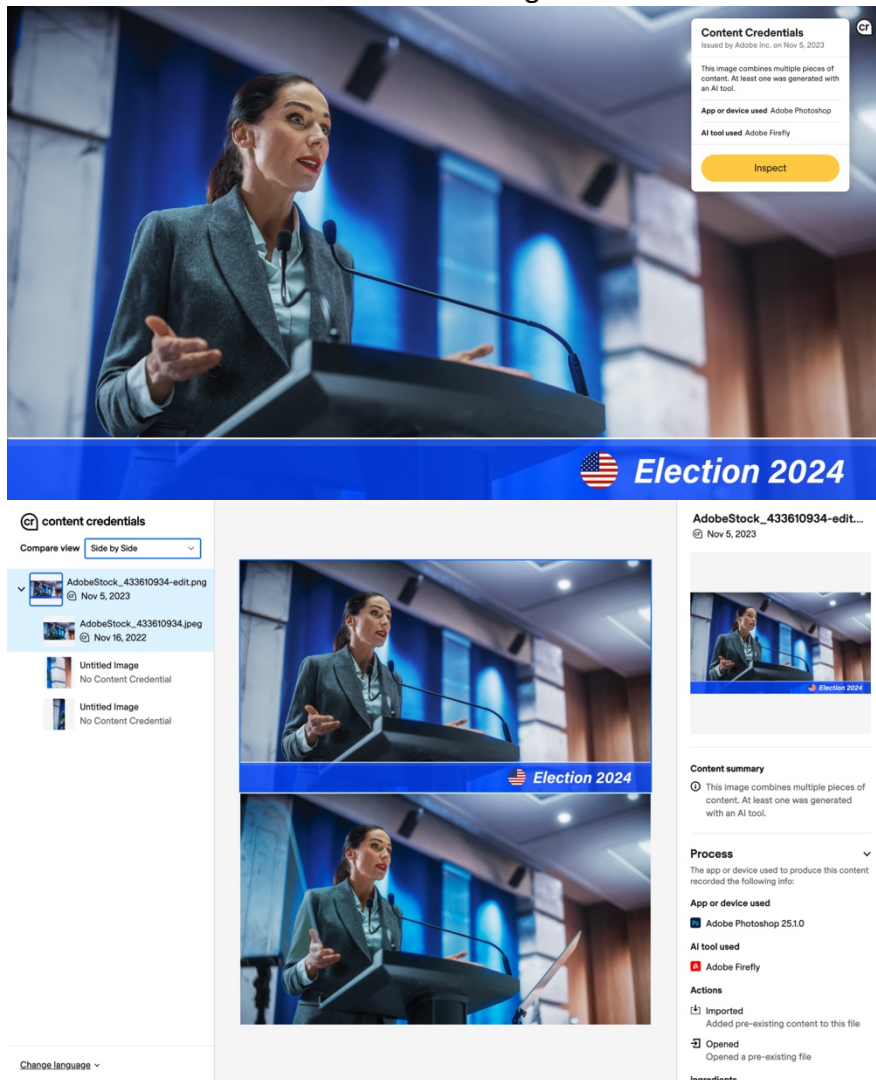 Content Credentials
Issued by Adobe Inc. on Nov 5, 2023
This image combines multiple pieces of
content. At least one was generated with
an AI tool.
App or device used Adobe Photoshop
AI tool used Adobe Firefly
Inspect
cr
Election 2024
cr content credentials
Compare view Side by Side
AdobeStock_433610934-edit.png
Nov 5, 2023
AdobeStock_433610934.jpeg
Nov 16, 2022
Untitled Image
No Content Credential
Untitled Image
No Content Credential
Change language
Election 2024
AdobeStock_433610934-edit....
Nov 5, 2023
Election 2024
Content summary
This image combines multiple pieces of
content. At least one was generated
with an AI tool.
Process
The app or device used to produce this content
recorded the following info:
App or device used
Ps Adobe Photoshop 25.1.0
AI tool used
Adobe Firefly
Actions
Imported
Added pre-existing content to this file
Opened
Opened a pre-existing file